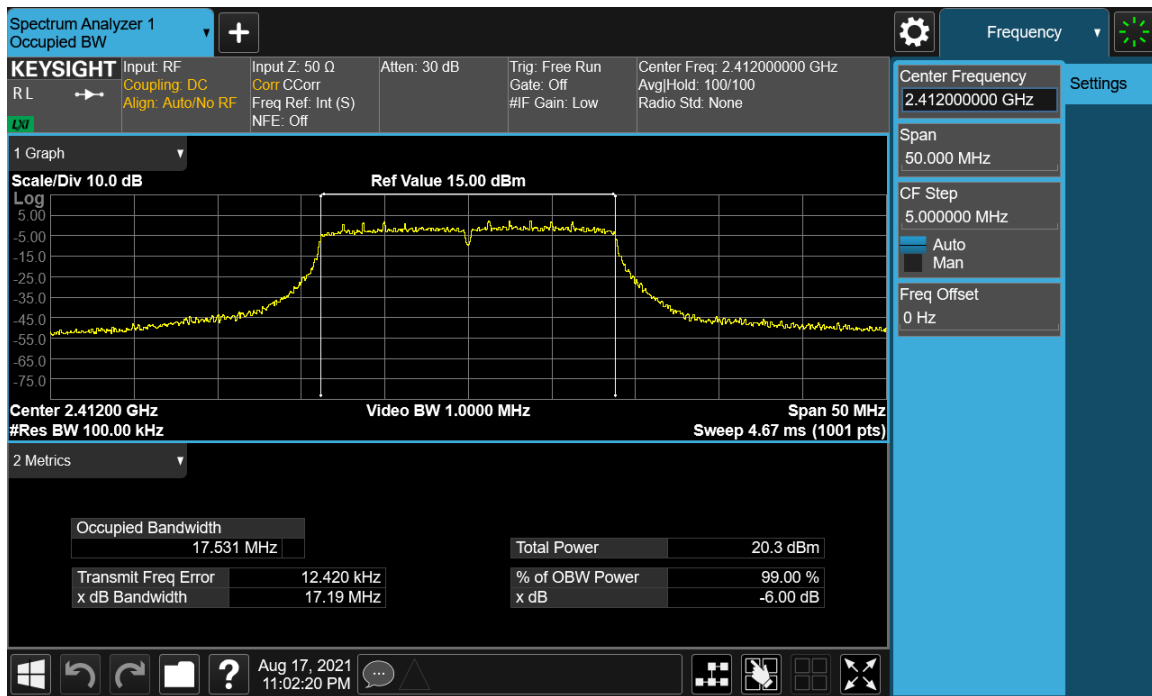 Spectrum Analyzer 1
Occupied BW
+
Frequency
KEYSIGHT
R L
LXI
Input: RF
Coupling: DC
Align: Auto/No RF
Input Z: 50 Ω
Corr CCorr
Freq Ref: Int (S)
NFE: Off
Atten: 30 dB
Trig: Free Run
Gate: Off
#IF Gain: Low
Center Freq: 2.412000000 GHz
Avg|Hold: 100/100
Radio Std: None
Center Frequency
2.412000000 GHz
Settings
Span
50.000 MHz
CF Step
5.000000 MHz
Auto
Man
Freq Offset
0 Hz
1 Graph
Scale/Div 10.0 dB
Ref Value 15.00 dBm
Log
5.00
-5.00
-15.0
-25.0
-35.0
-45.0
-55.0
-65.0
-75.0
Center 2.41200 GHz
Video BW 1.0000 MHz
Span 50 MHz
#Res BW 100.00 kHz
Sweep 4.67 ms (1001 pts)
2 Metrics
Occupied Bandwidth
17.531 MHz
Total Power 20.3 dBm
Transmit Freq Error 12.420 kHz
% of OBW Power 99.00 %
x dB Bandwidth 17.19 MHz
x dB -6.00 dB
?
Aug 17, 2021
11:02:20 PM